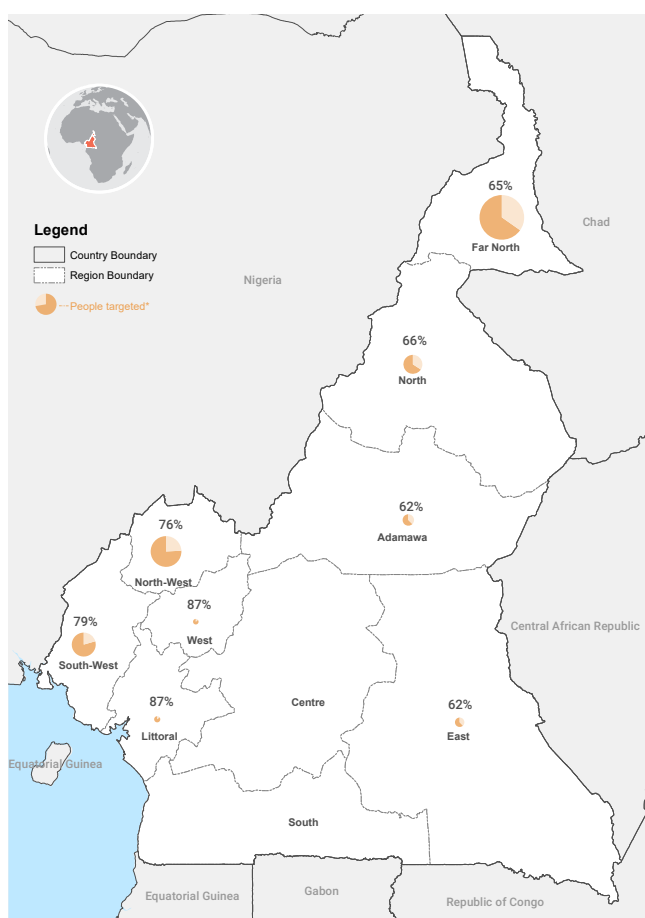 65%
Far North
Chad
Legend
Country Boundary
Region Boundary
People targeted*
Nigeria
66%
North
62%
Adamawa
76%
North-West
87%
West
79%
South-West
Central African Republic
87%
Littoral
Centre
62%
East
Equatorial Guinea
South
Equatorial Guinea
Gabon
Republic of Congo